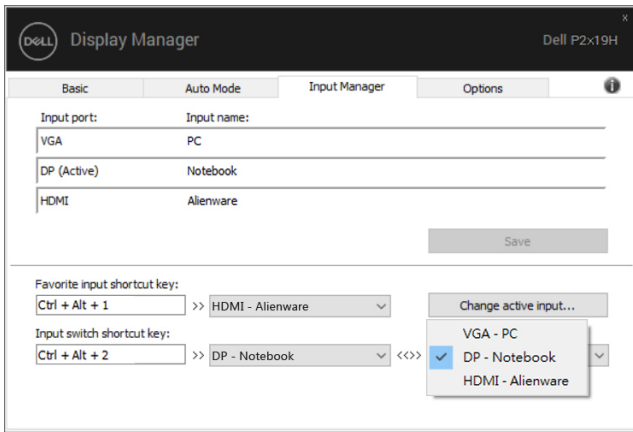 x
DELL Display Manager Dell P2x19H
Basic Auto Mode Input Manager Options i
Input port: Input name:
VGA PC
DP (Active) Notebook
HDMI Alienware
Save
Favorite input shortcut key:
Ctrl + Alt + 1 >> HDMI - Alienware Change active input...
Input switch shortcut key:
VGA - PC
Ctrl + Alt + 2 >> DP - Notebook <<>> ✓ DP - Notebook
HDMI - Alienware